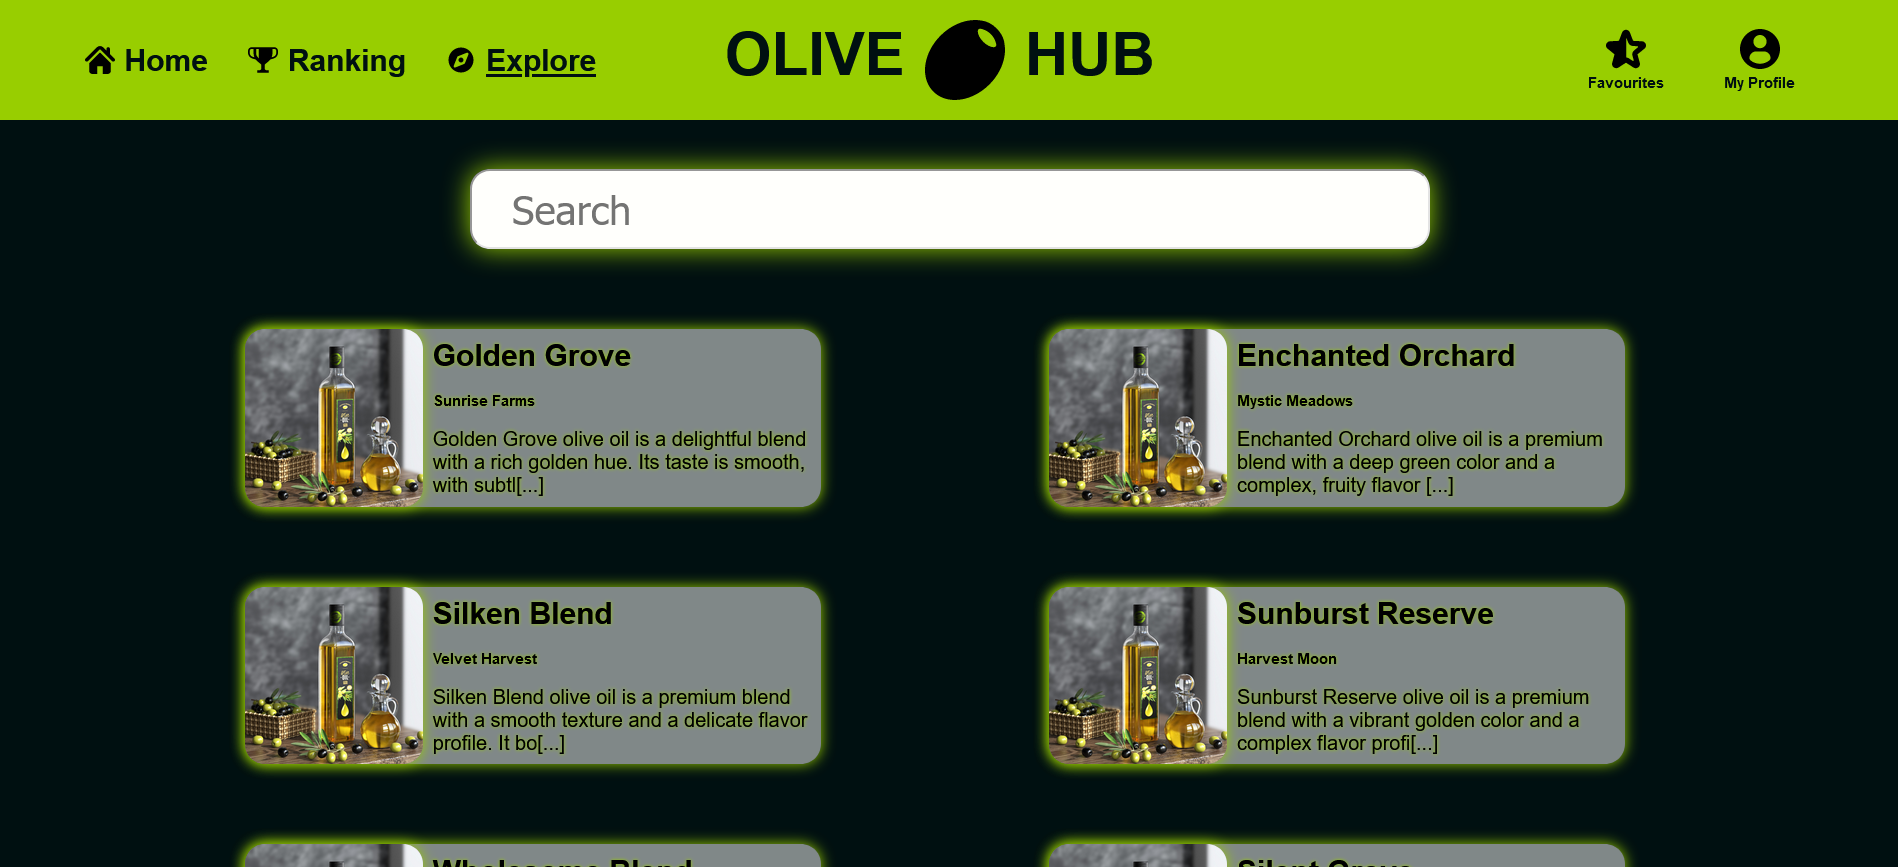 Home
Ranking
Explore
OLIVE HUB
Favourites
My Profile
Search
Golden Grove
Sunrise Farms
Golden Grove olive oil is a delightful blend
with a rich golden hue. Its taste is smooth,
with subtl[...]
Enchanted Orchard
Mystic Meadows
Enchanted Orchard olive oil is a premium
blend with a deep green color and a
complex, fruity flavor [...]
Silken Blend
Velvet Harvest
Silken Blend olive oil is a premium blend
with a smooth texture and a delicate flavor
profile. It bo[...]
Sunburst Reserve
Harvest Moon
Sunburst Reserve olive oil is a premium
blend with a vibrant golden color and a
complex flavor profi[...]
Wholesome Blend